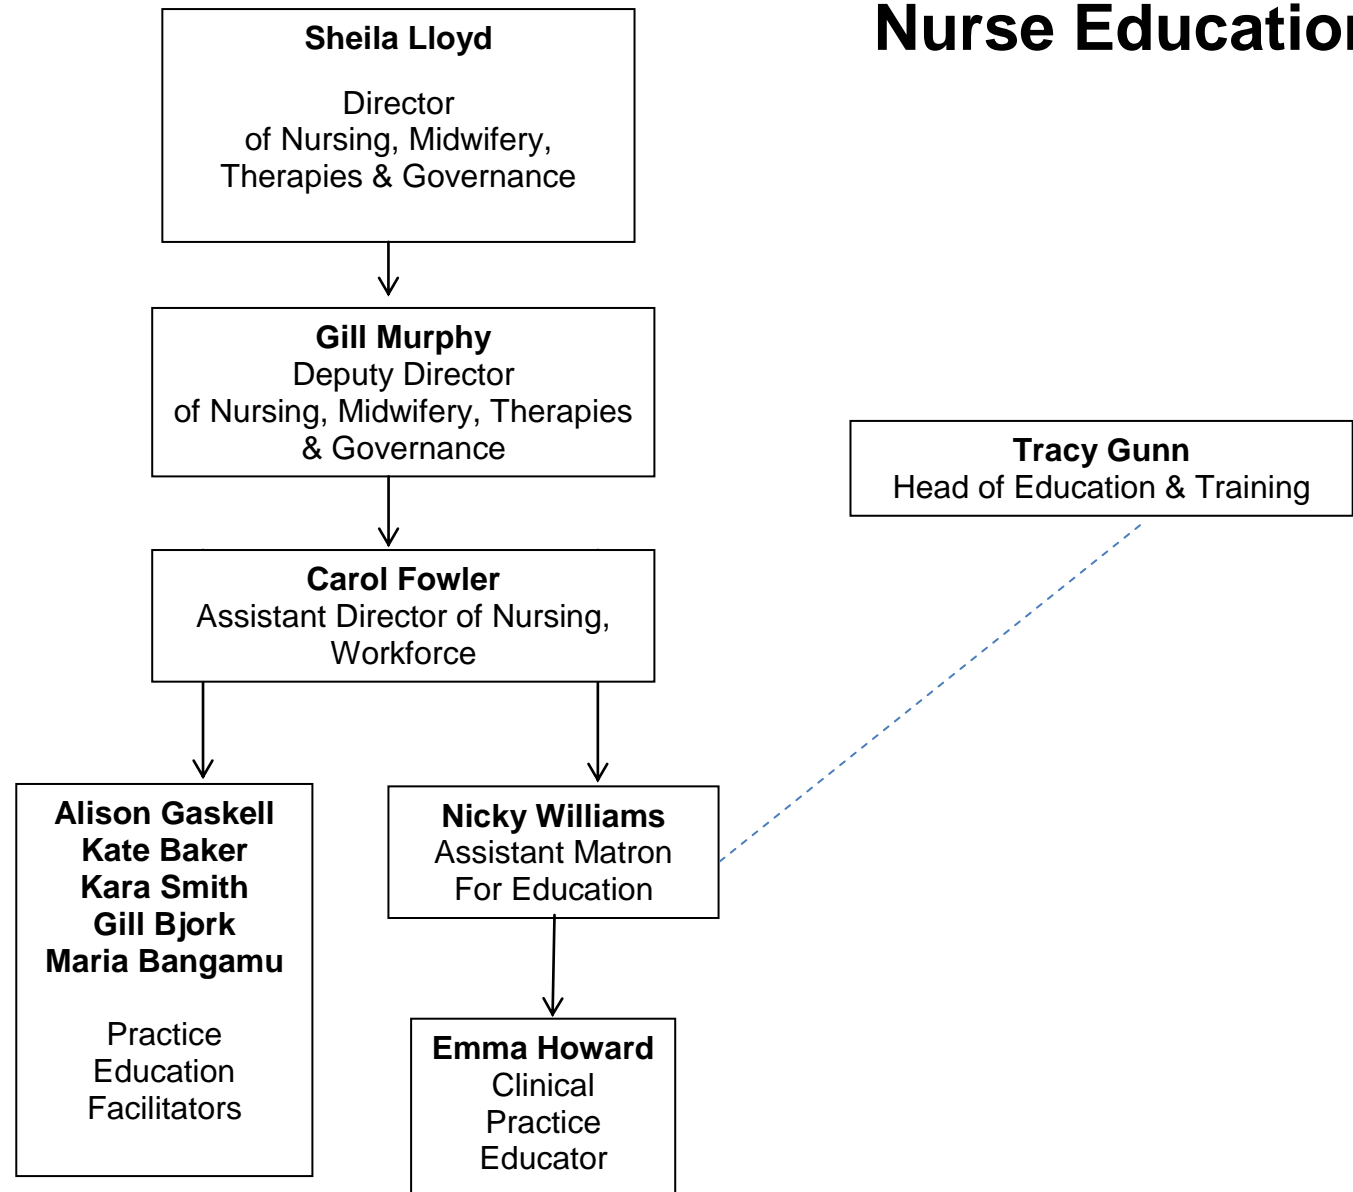 Nurse Education
Sheila Lloyd
Director
of Nursing, Midwifery,
Therapies & Governance
Gill Murphy
Deputy Director
of Nursing, Midwifery, Therapies
& Governance
Tracy Gunn
Head of Education & Training
Carol Fowler
Assistant Director of Nursing,
Workforce
Alison Gaskell
Kate Baker
Kara Smith
Gill Bjork
Maria Bangamu
Practice
Education
Facilitators
Nicky Williams
Assistant Matron
For Education
Emma Howard
Clinical
Practice
Educator